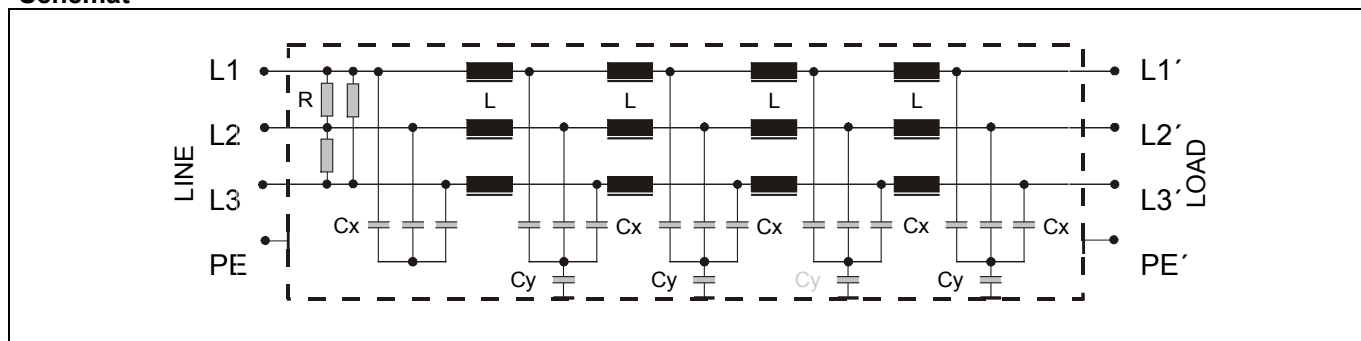 Schemat
L1
L1´
R
L
L
L
L
L2
L2´
LINE
LOAD
L3
L3´
Cx
Cx
Cx
Cx
Cx
PE
PE´
Cy
Cy
Cy
Cy